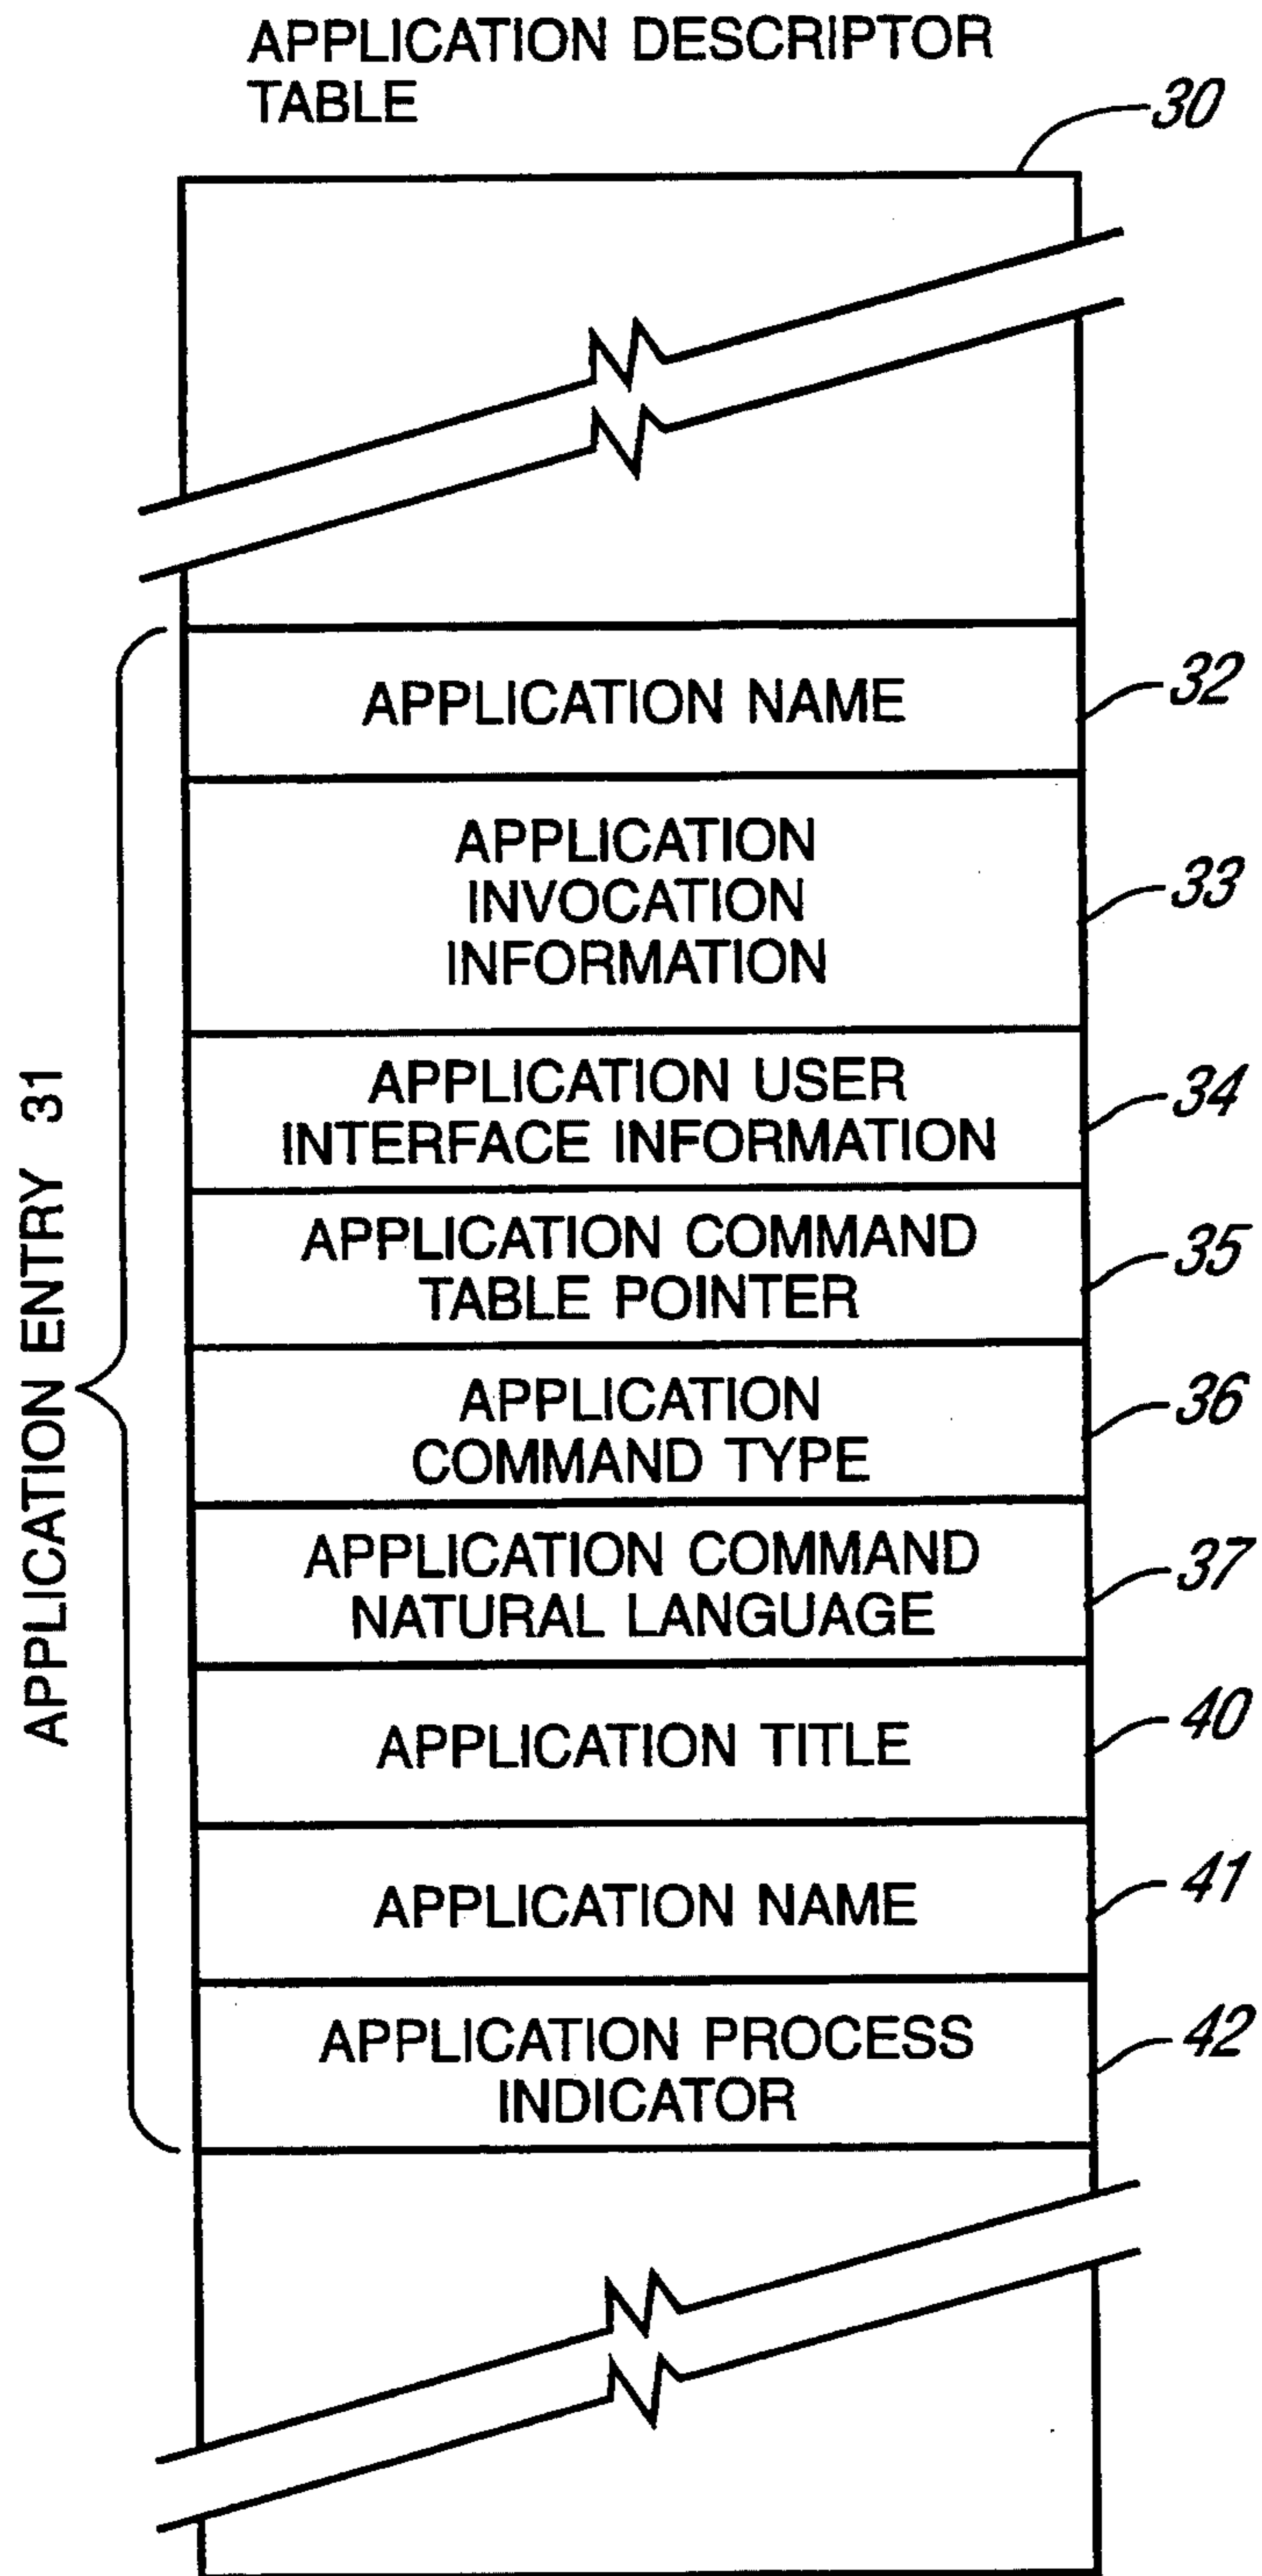 APPLICATION DESCRIPTOR
TABLE
30
APPLICATION ENTRY 31
APPLICATION NAME
32
APPLICATION
INVOCATION
INFORMATION
33
APPLICATION USER
INTERFACE INFORMATION
34
APPLICATION COMMAND
TABLE POINTER
35
APPLICATION
COMMAND TYPE
36
APPLICATION COMMAND
NATURAL LANGUAGE
37
APPLICATION TITLE
40
APPLICATION NAME
41
APPLICATION PROCESS
INDICATOR
42